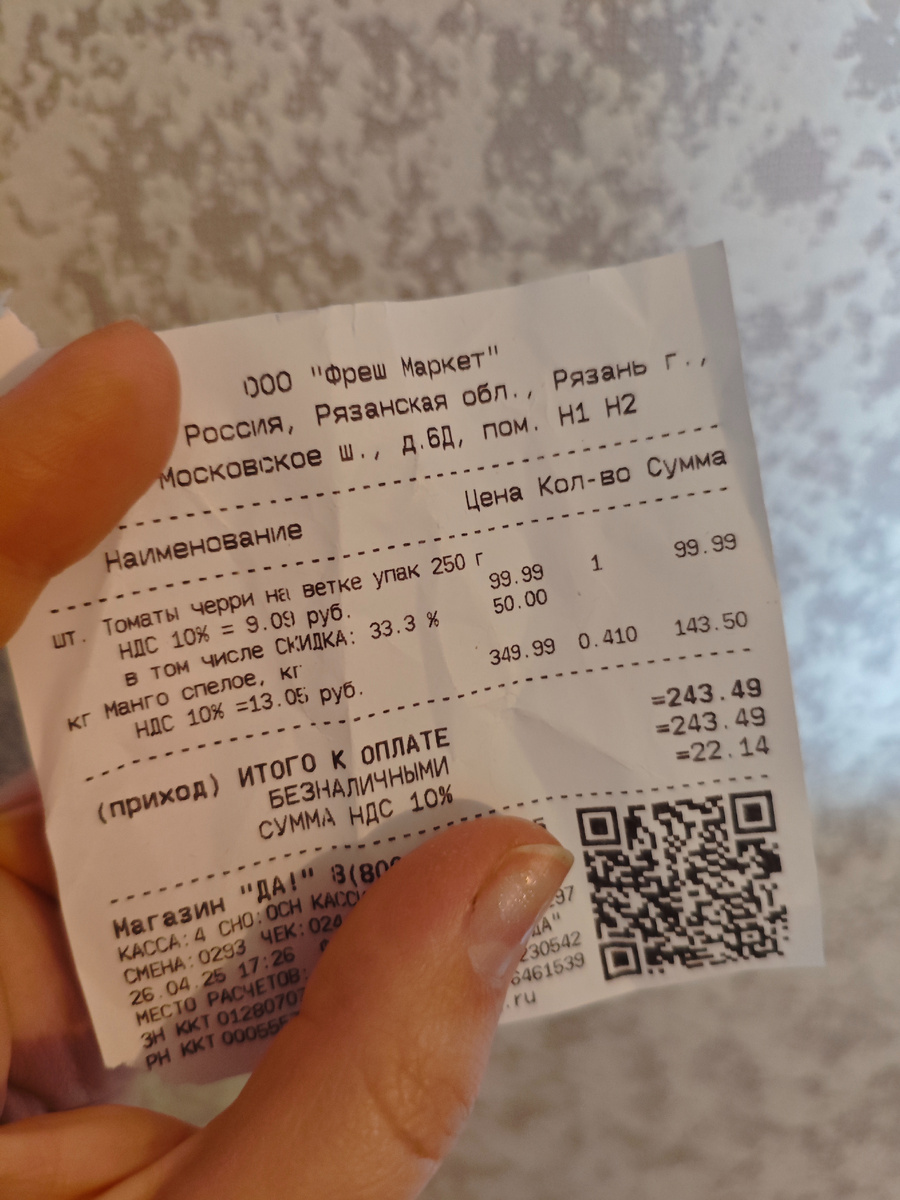 ООО "Фреш Маркет"
Россия, Рязанская обл., Рязань г.,
Московское ш., д.6Д, пом. Н1 Н2
Наименование Цена Кол-во Сумма
шт. Томаты черри на ветке упак 250 г
99.99 1 99.99
НДС 10% = 9.09 руб.
в том числе СКИДКА: 33.3 % 50.00
кг Манго спелое, кг
349.99 0.410 143.50
НДС 10% =13.05 руб.
(приход) ИТОГО К ОПЛАТЕ =243.49
БЕЗНАЛИЧНЫМИ =243.49
СУММА НДС 10% =22.14
Магазин "ДА!"
КАССА:4 СНО:ОСН
СМЕНА:0293
26.04.25 17:26
МЕСТО РАСЧЕТОВ:
ЗН ККТ
РН ККТ